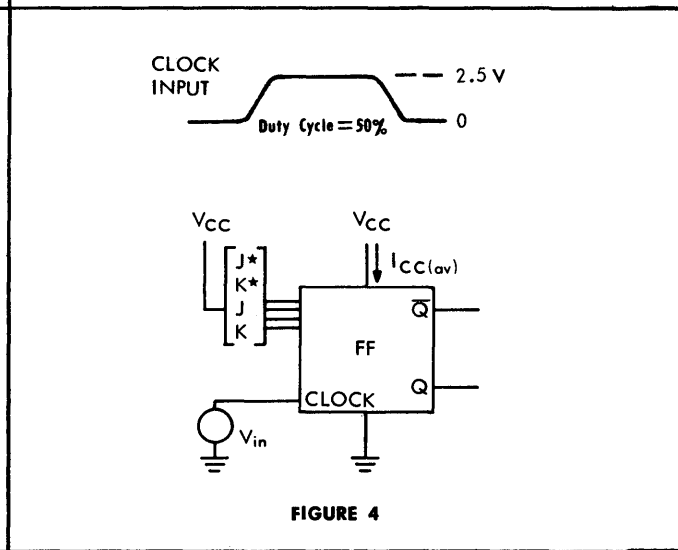 CLOCK
INPUT
2.5 V
Duty Cycle = 50%
0
VCC
VCC
J★
K★
J
K
ICC(av)
Q̅
FF
Q
CLOCK
Vin
FIGURE 4